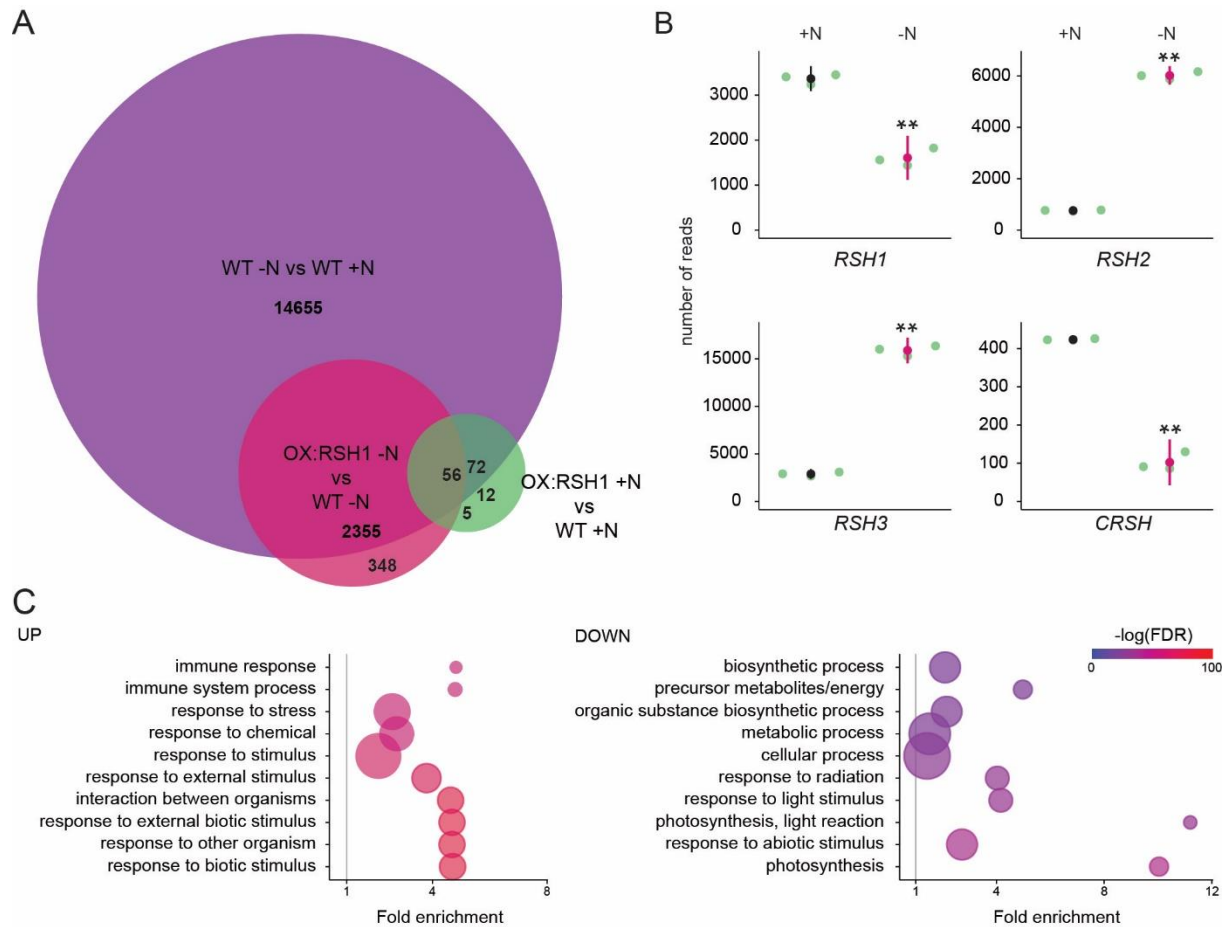 A
WT -N vs WT +N
14655
OX:RSH1 -N
vs
WT -N
2355
348
56
72
12
5
OX:RSH1 +N
vs
WT +N
B
+N
-N
+N
-N
number of reads
3000
2000
1000
0
**
RSH1
6000
4000
2000
0
**
RSH2
15000
10000
5000
0
**
RSH3
400
300
200
100
0
**
CRSH
C
UP
immune response
immune system process
response to stress
response to chemical
response to stimulus
response to external stimulus
interaction between organisms
response to external biotic stimulus
response to other organism
response to biotic stimulus
1 4 8
Fold enrichment
DOWN
-log(FDR)
0 100
biosynthetic process
precursor metabolites/energy
organic substance biosynthetic process
metabolic process
cellular process
response to radiation
response to light stimulus
photosynthesis, light reaction
response to abiotic stimulus
photosynthesis
1 4 8 12
Fold enrichment